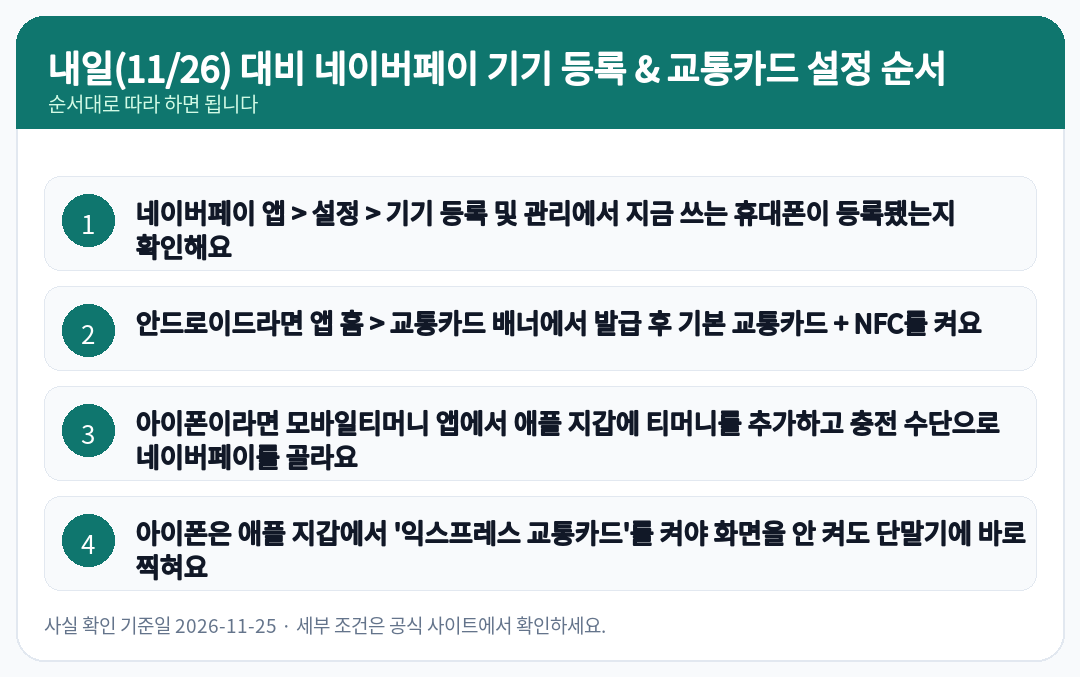 내일(11/26) 대비 네이버페이 기기 등록 & 교통카드 설정 순서
순서대로 따라 하면 됩니다
1
네이버페이 앱 > 설정 > 기기 등록 및 관리에서 지금 쓰는 휴대폰이 등록됐는지
확인해요
2
안드로이드라면 앱 홈 > 교통카드 배너에서 발급 후 기본 교통카드 + NFC를 켜요
3
아이폰이라면 모바일티머니 앱에서 애플 지갑에 티머니를 추가하고 충전 수단으로
네이버페이를 골라요
4
아이폰은 애플 지갑에서 '익스프레스 교통카드'를 켜야 화면을 안 켜도 단말기에 바로
찍혀요
사실 확인 기준일 2026-11-25 · 세부 조건은 공식 사이트에서 확인하세요.